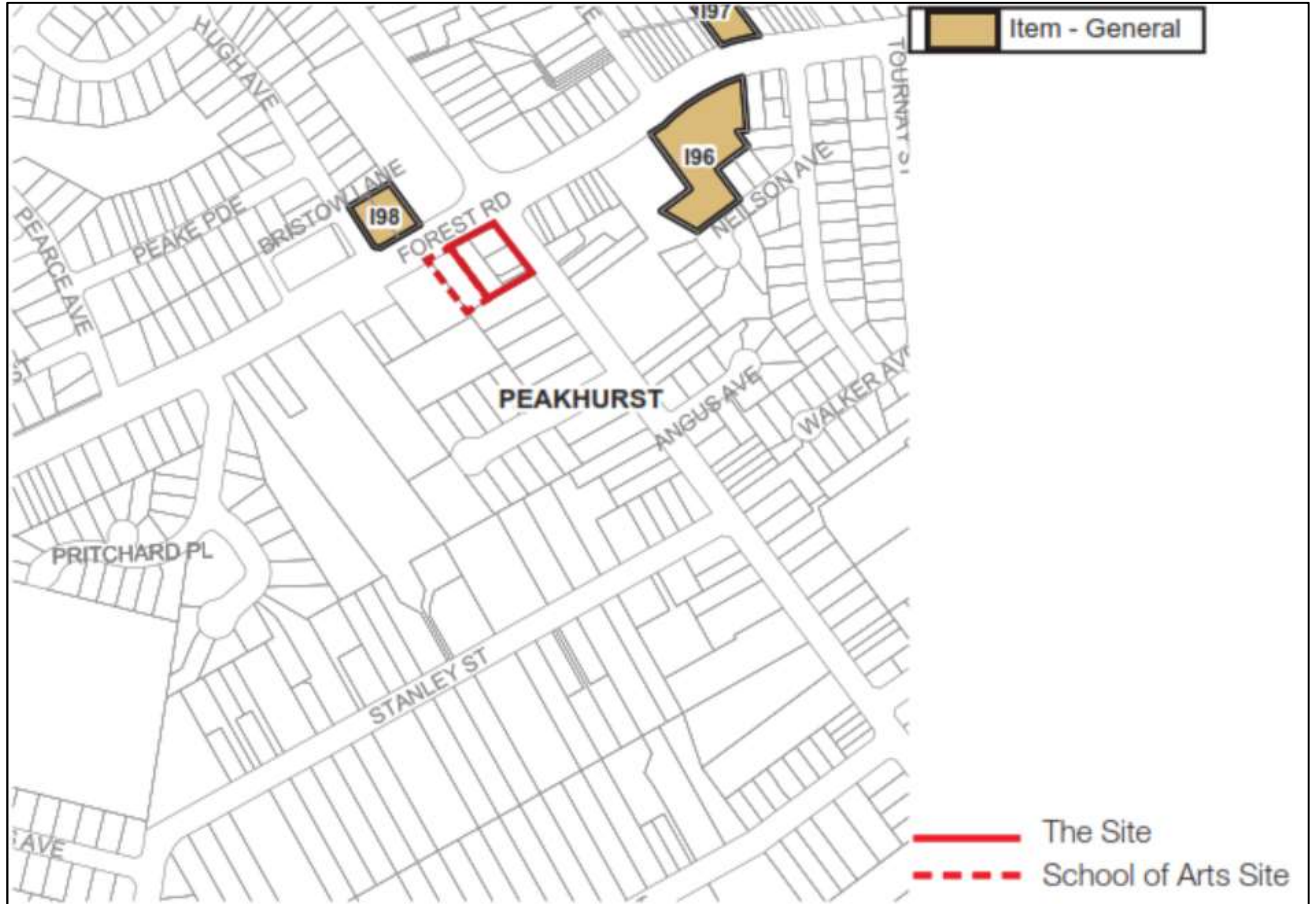 I97
Item - General
HUGH AVE
TOURNAY ST
I96
NEILSON AVE
BRISTOW LANE
I98
PEAKE PDE
PEARCE AVE
FOREST RD
PEAKHURST
ANGUS AVE
WALKER AVE
PRITCHARD PL
STANLEY ST
AVE
The Site
School of Arts Site